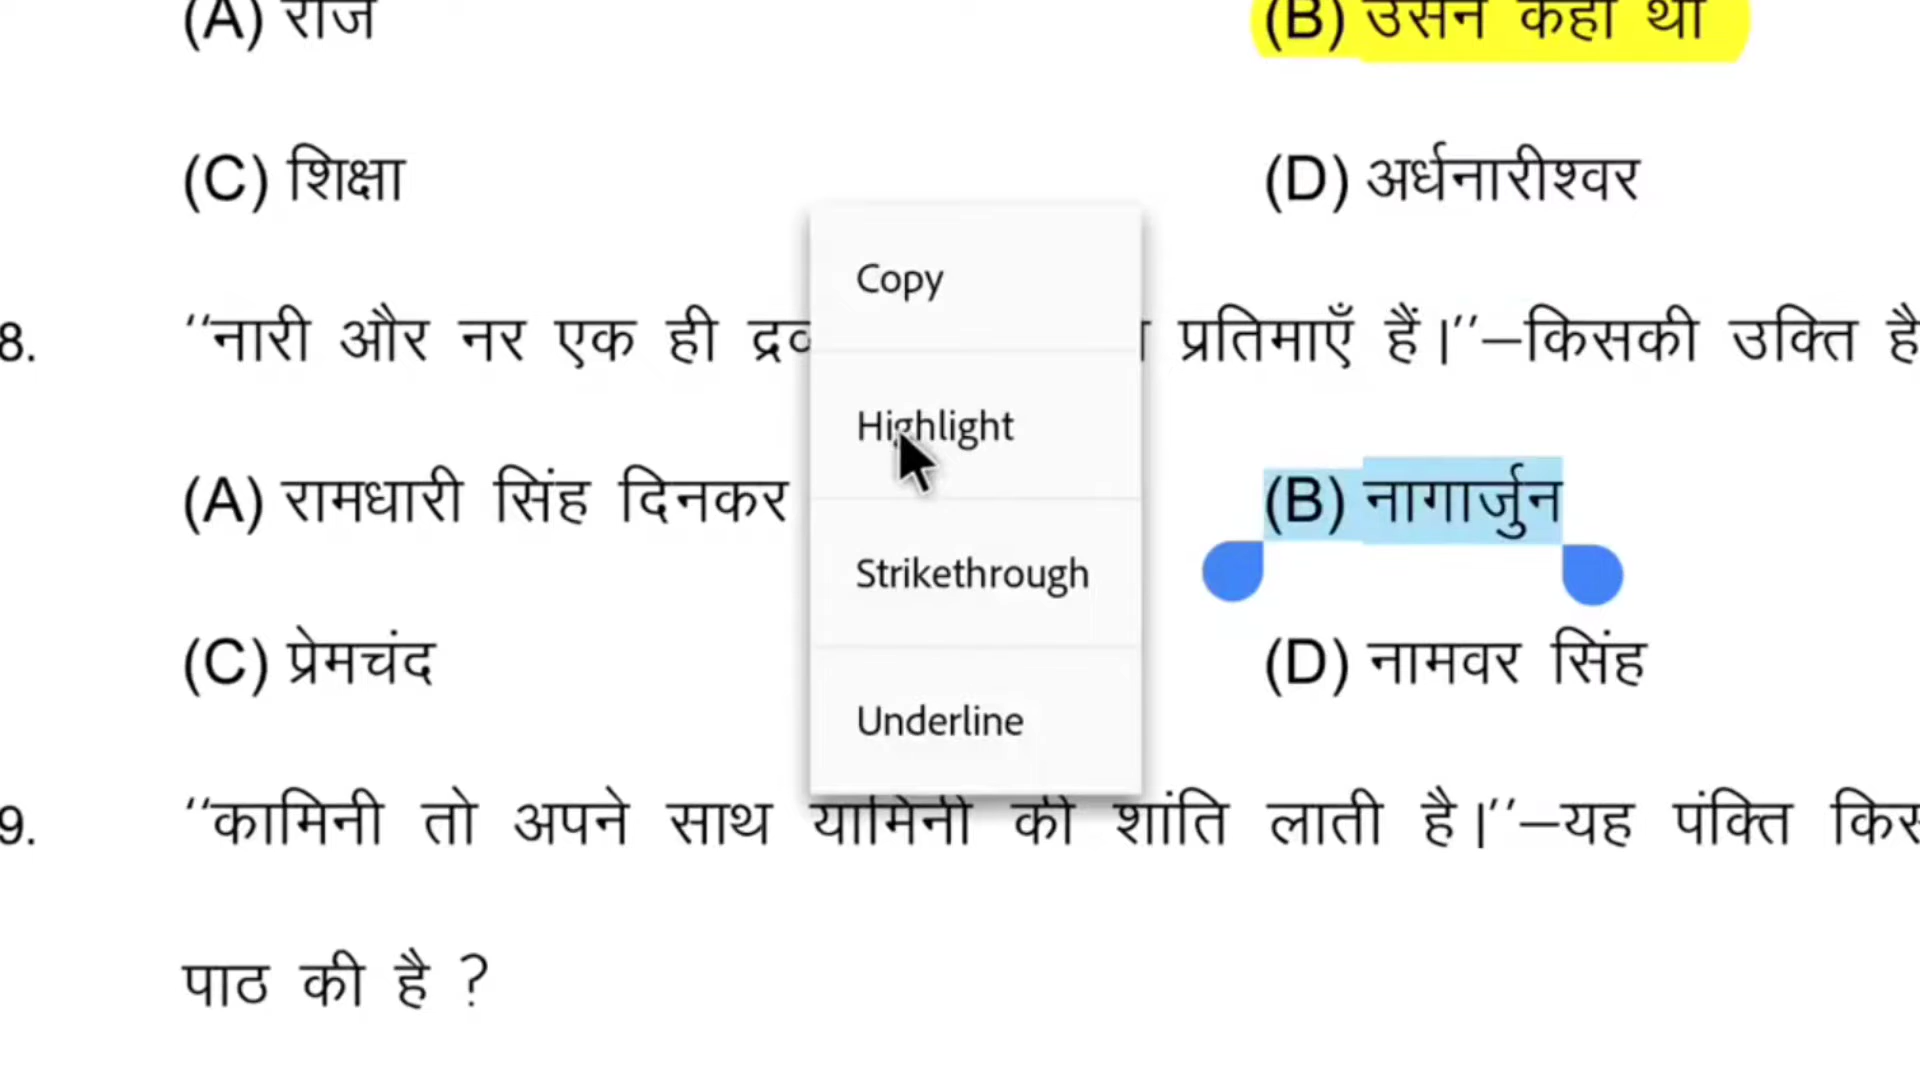 (A) राज (B) उसने कहा था
(C) शिक्षा (D) अर्धनारीश्वर
Copy
8. ‘‘नारी और नर एक ही प्रतिमाएँ हैं।’’–किसकी उक्ति है
Highlight
(A) रामधारी सिंह दिनकर (B) नागार्जुन
Strikethrough
(C) प्रेमचंद (D) नामवर सिंह
Underline
9. ‘‘कामिनी तो अपने साथ यामिनी की शांति लाती है।’’–यह पंक्ति
पाठ की है ?